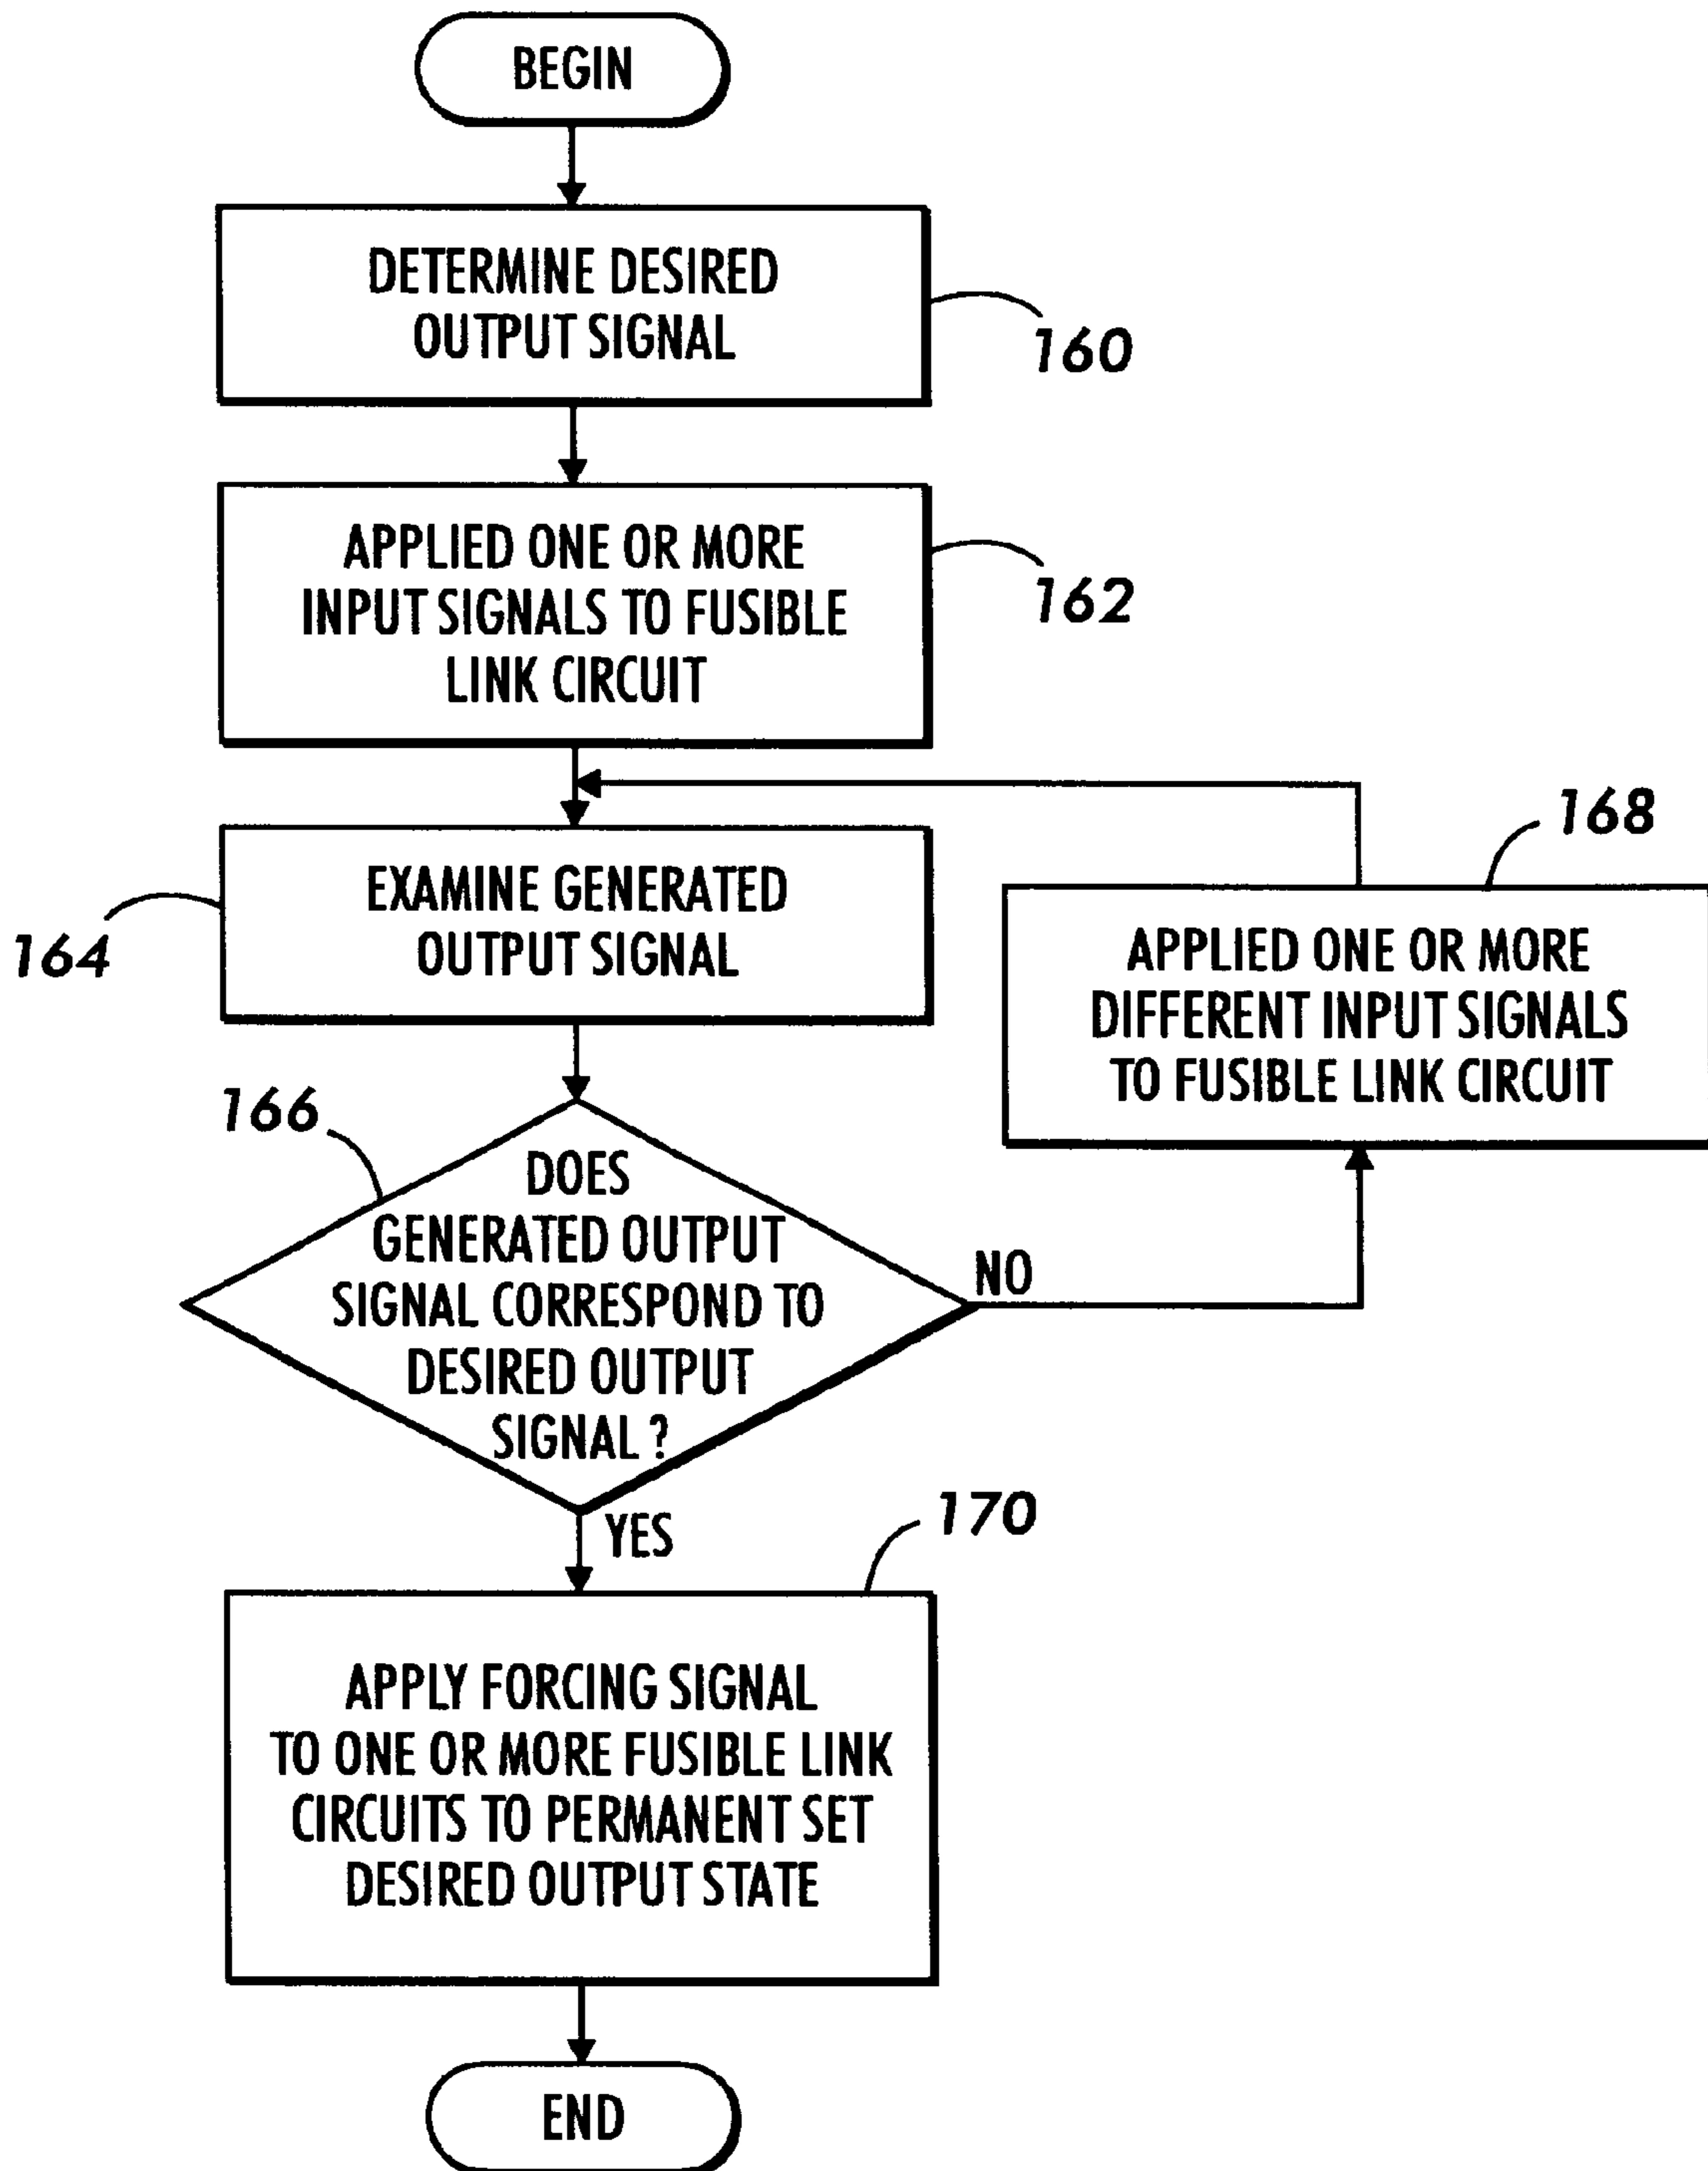 BEGIN
DETERMINE DESIRED
OUTPUT SIGNAL
160
APPLIED ONE OR MORE
INPUT SIGNALS TO FUSIBLE
LINK CIRCUIT
162
EXAMINE GENERATED
OUTPUT SIGNAL
164
168
APPLIED ONE OR MORE
DIFFERENT INPUT SIGNALS
TO FUSIBLE LINK CIRCUIT
166
DOES
GENERATED OUTPUT
SIGNAL CORRESPOND TO
DESIRED OUTPUT
SIGNAL ?
NO
YES
170
APPLY FORCING SIGNAL
TO ONE OR MORE FUSIBLE LINK
CIRCUITS TO PERMANENT SET
DESIRED OUTPUT STATE
END